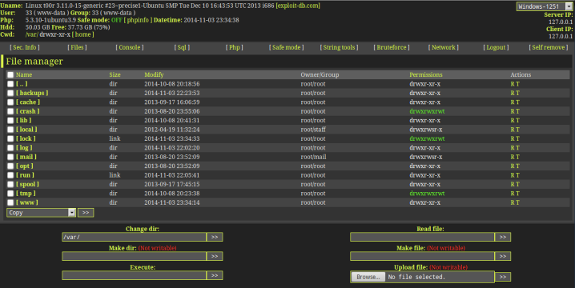 Uname: Linux t90r 3.11.0-15-generic #23~precise1-Ubuntu SMP Tue Dec 10 16:43:53 UTC 2013 i686 [exploit-db.com] Windows-1251
User: 33 ( www-data ) Group: 33 ( www-data ) Server IP:
Php: 5.3.10-1ubuntu3.9 Safe mode: OFF [ phpinfo ] Datetime: 2014-11-03 23:34:38 127.0.0.1
Hdd: 50.03 GB Free: 37.73 GB (75%) Client IP:
Cwd: /var/ drwxr-xr-x [ home ] 127.0.0.1
[ Sec. Info ] [ Files ] [ Console ] [ Sql ] [ Php ] [ Safe mode ] [ String tools ] [ Bruteforce ] [ Network ] [ Logout ] [ Self remove ]
File manager
Name Size Modify Owner/Group Permissions Actions
[ .. ] dir 2014-10-08 20:18:56 root/root drwxr-xr-x R T
[ backups ] dir 2014-11-03 22:23:53 root/root drwxr-xr-x R T
[ cache ] dir 2013-09-17 16:06:59 root/root drwxr-xr-x R T
[ crash ] dir 2013-08-20 23:55:06 root/root drwxrwxrwt R T
[ lib ] dir 2014-10-08 20:41:31 root/root drwxr-xr-x R T
[ local ] dir 2012-04-19 11:32:24 root/staff drwxrwsr-x R T
[ lock ] link 2014-11-03 23:34:33 root/root drwxrwxrwt R T
[ log ] dir 2014-11-03 22:02:20 root/root drwxr-xr-x R T
[ mail ] dir 2013-08-20 23:52:09 root/mail drwxrwsr-x R T
[ opt ] dir 2013-08-20 23:52:09 root/root drwxr-xr-x R T
[ run ] link 2014-11-03 22:05:41 root/root drwxr-xr-x R T
[ spool ] dir 2013-09-17 17:45:15 root/root drwxr-xr-x R T
[ tmp ] dir 2014-10-08 20:23:38 root/root drwxrwxrwt R T
[ www ] dir 2014-11-03 23:34:14 root/root drwxr-xr-x R T
Copy >>
Change dir: Read file:
/var/ >> >>
Make dir: (Not writable) Make file: (Not writable)
>> >>
Execute: Upload file: (Not writable)
>> Browse... No file selected. >>